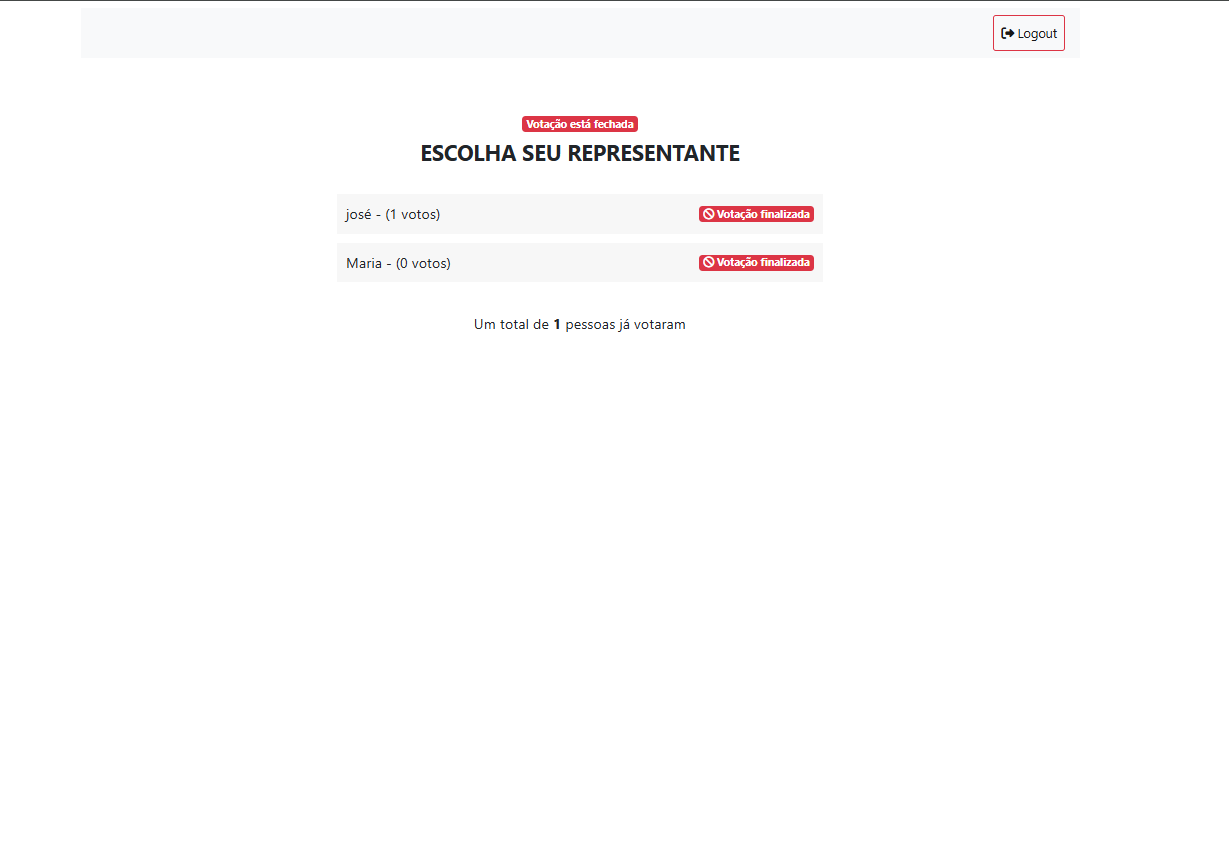 Logout
Votação está fechada
ESCOLHA SEU REPRESENTANTE
josé - (1 votos) Votação finalizada
Maria - (0 votos) Votação finalizada
Um total de 1 pessoas já votaram